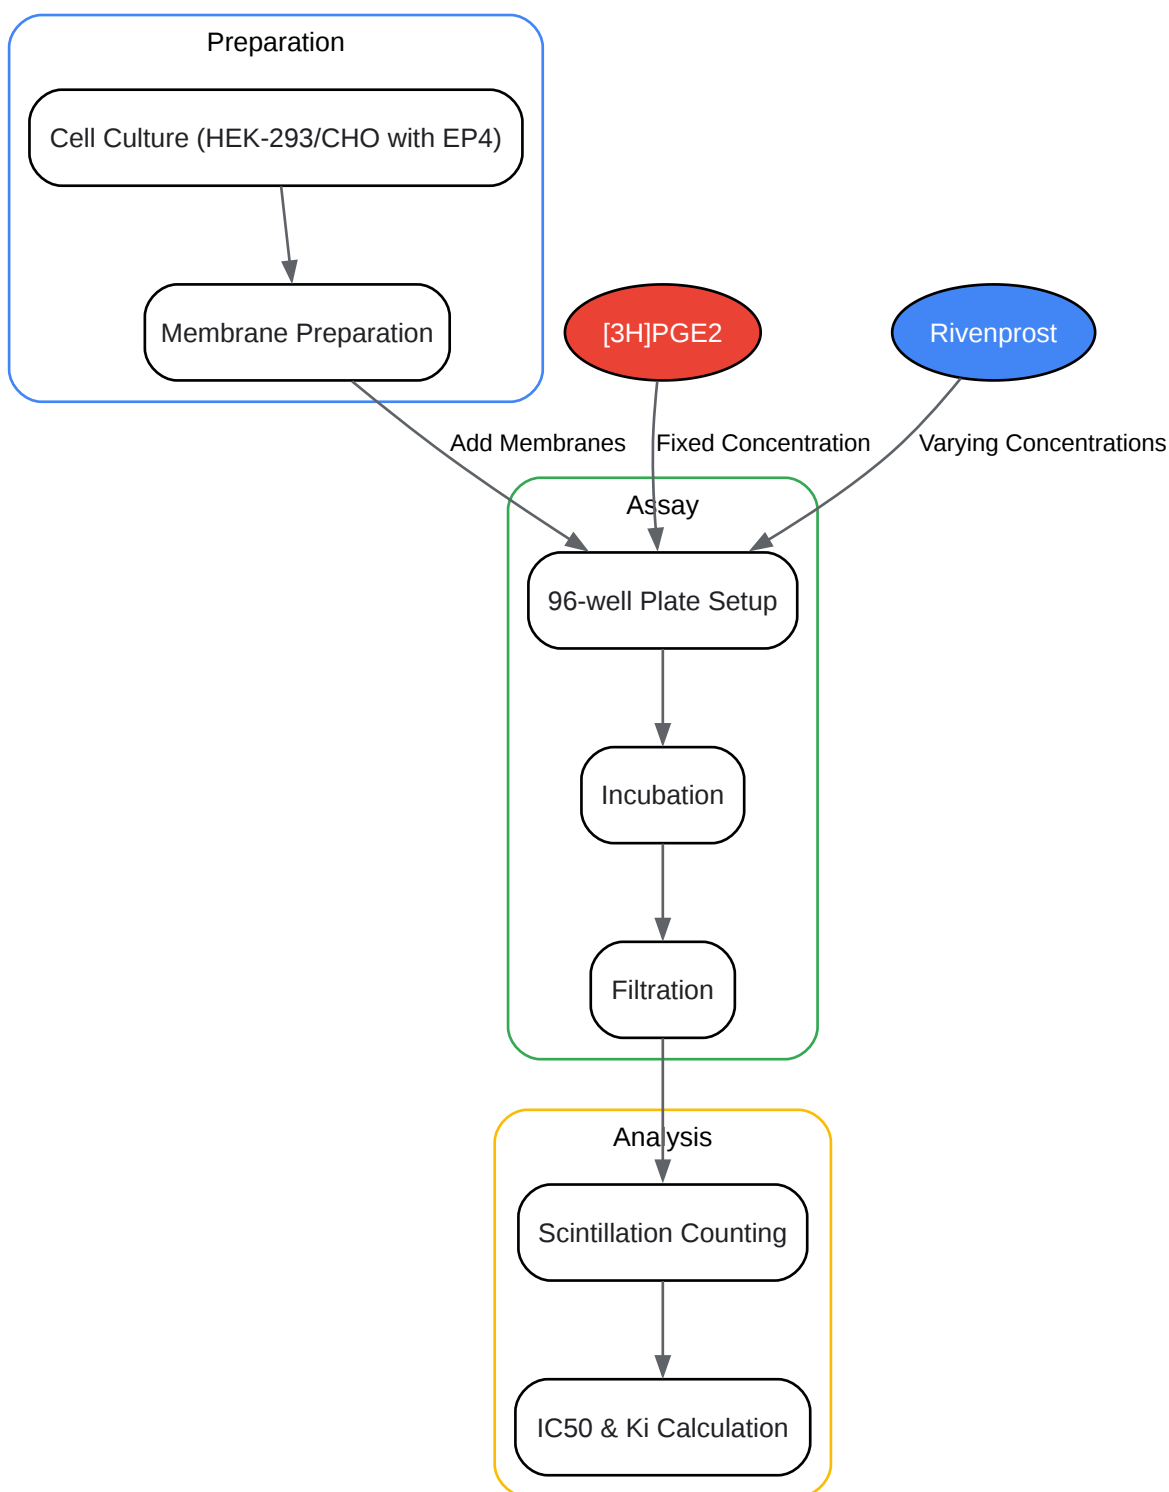 Preparation
Cell Culture (HEK-293/CHO with EP4)
Membrane Preparation
[3H]PGE2
Rivenprost
Add Membranes
Fixed Concentration
Varying Concentrations
Assay
96-well Plate Setup
Incubation
Filtration
Analysis
Scintillation Counting
IC50 & Ki Calculation